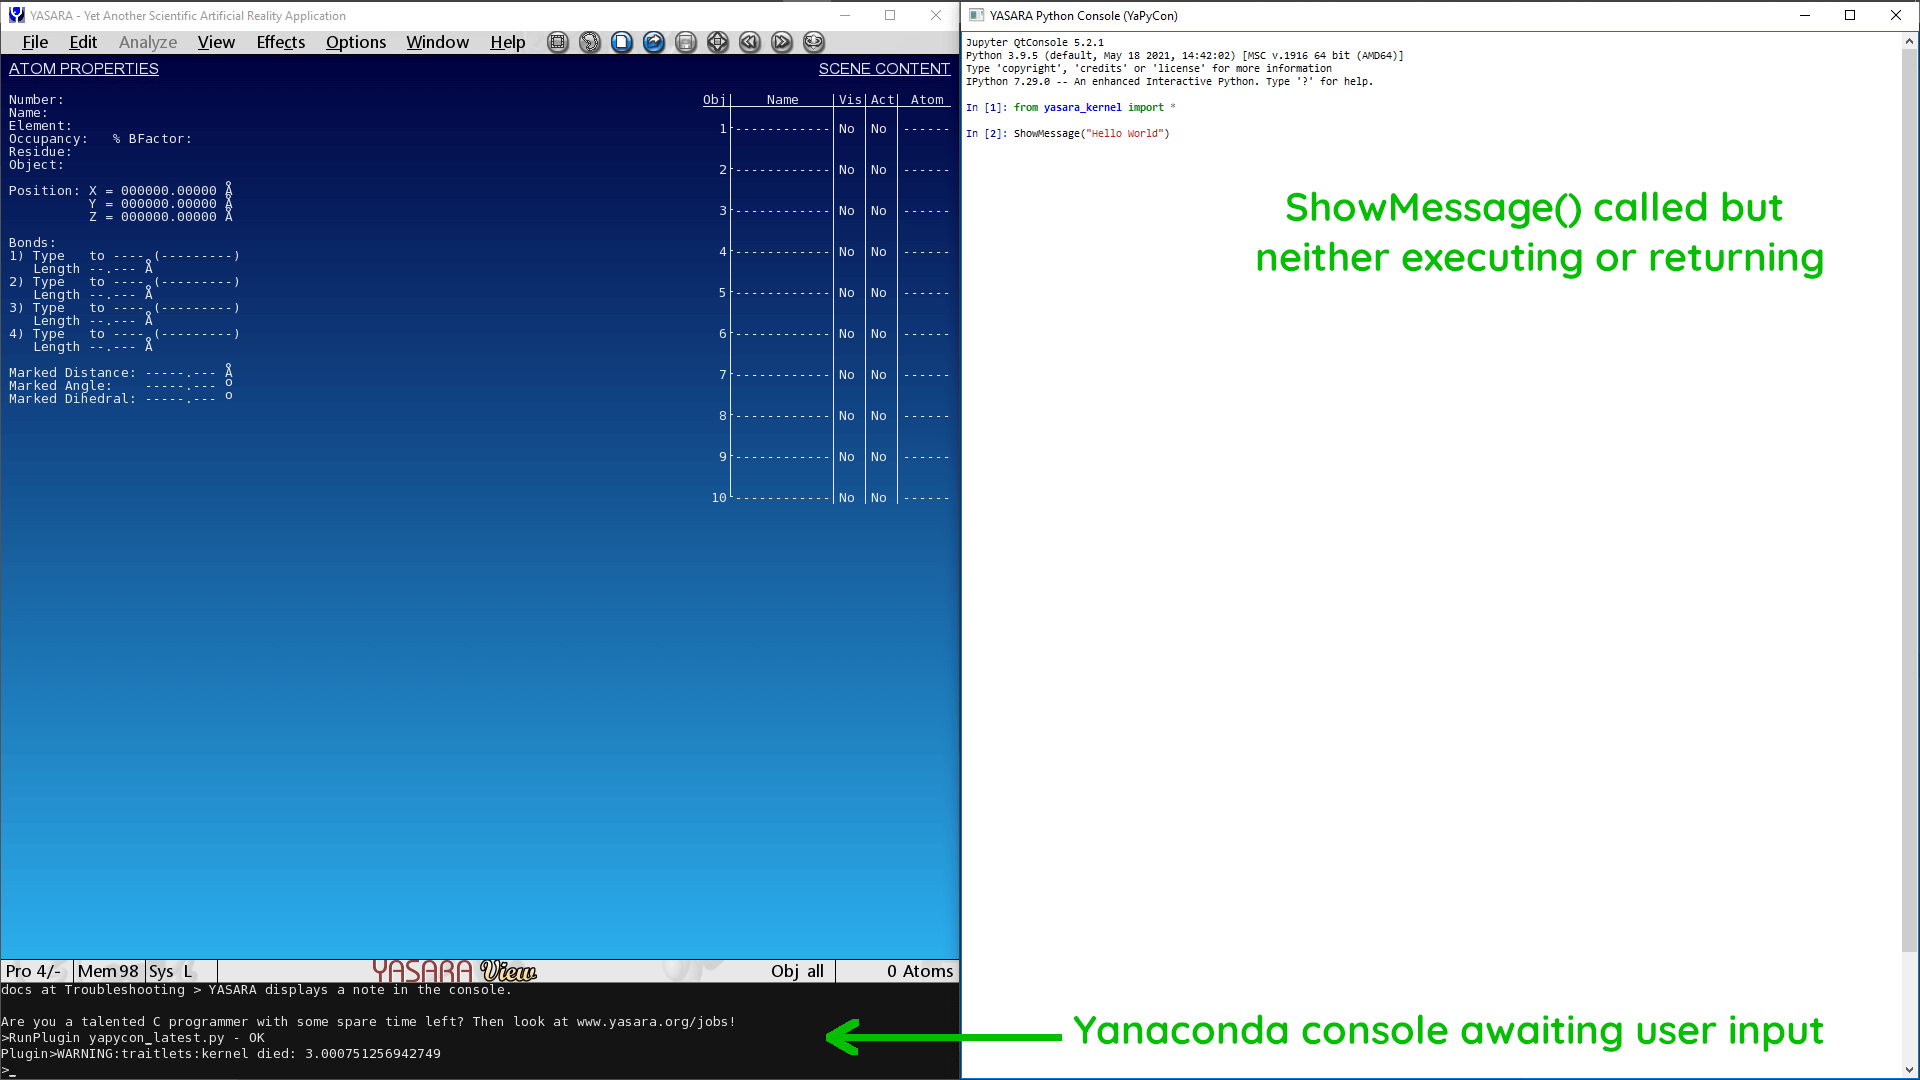 YASARA - Yet Another Scientific Artificial Reality Application
File Edit Analyze View Effects Options Window Help
ATOM PROPERTIES
SCENE CONTENT
Number:
Name:
Element:
Occupancy:   % BFactor:
Residue:
Object:
Position: X = 000000.00000 Å
Y = 000000.00000 Å
Z = 000000.00000 Å
Bonds:
1) Type   to ----.(---------)
Length --.--- Å
2) Type   to ----.(---------)
Length --.--- Å
3) Type   to ----.(---------)
Length --.--- Å
4) Type   to ----.(---------)
Length --.--- Å
Marked Distance: -----.--- Å
Marked Angle:    -----.--- o
Marked Dihedral: -----.--- o
Obj Name Vis Act Atom
1 ------------ No No ------
2 ------------ No No ------
3 ------------ No No ------
4 ------------ No No ------
5 ------------ No No ------
6 ------------ No No ------
7 ------------ No No ------
8 ------------ No No ------
9 ------------ No No ------
10 ------------ No No ------
Pro 4/- Mem 98 Sys L YASARA View Obj all 0 Atoms
docs at Troubleshooting > YASARA displays a note in the console.
Are you a talented C programmer with some spare time left? Then look at www.yasara.org/jobs!
>RunPlugin yapycon_latest.py - OK
Plugin>WARNING:traitlets:kernel died: 3.000751256942749
>_
YASARA Python Console (YaPyCon)
Jupyter QtConsole 5.2.1
Python 3.9.5 (default, May 18 2021, 14:42:02) [MSC v.1916 64 bit (AMD64)]
Type 'copyright', 'credits' or 'license' for more information
IPython 7.29.0 -- An enhanced Interactive Python. Type '?' for help.
In [1]: from yasara_kernel import *
In [2]: ShowMessage("Hello World")
ShowMessage() called but
neither executing or returning
Yanaconda console awaiting user input